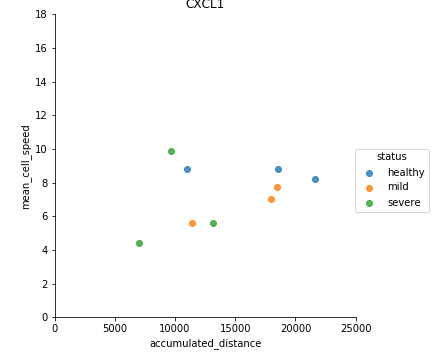 CXCL1
18
16
14
12
10
8
6
4
2
0
mean_cell_speed
0 5000 10000 15000 20000 25000
accumulated_distance
status
healthy
mild
severe